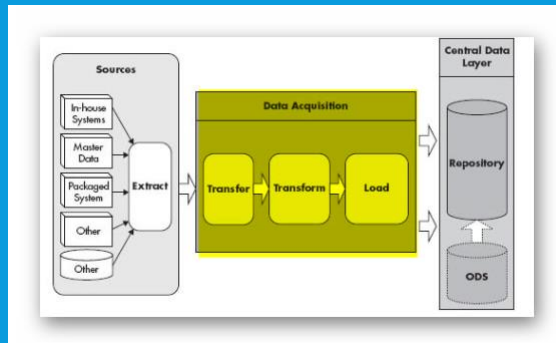 Sources
In-house
Systems
Master
Data
Packaged
System
Other
Other
Extract
Data Acquisition
Transfer
Transform
Load
Central Data
Layer
Repository
ODS